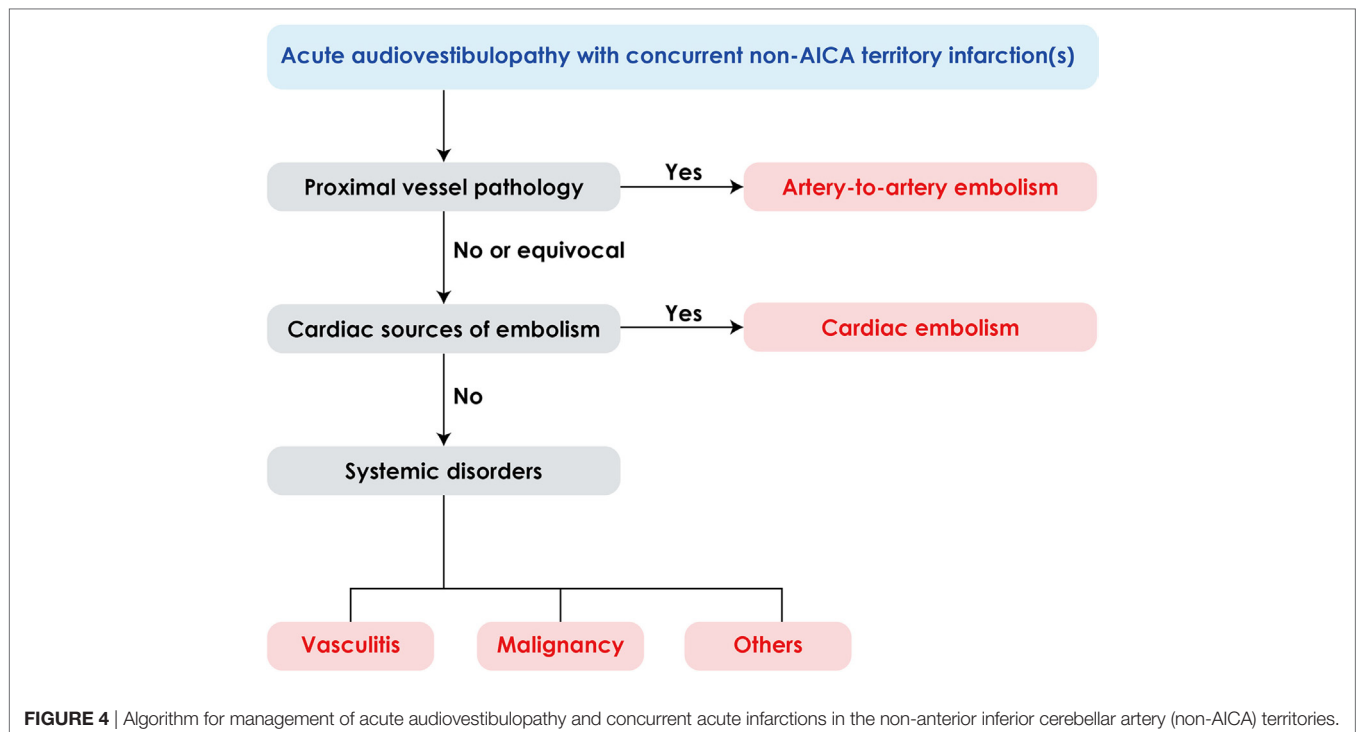 Acute audiovestibulopathy with concurrent non-AICA territory infarction(s)
Proximal vessel pathology
Yes
Artery-to-artery embolism
No or equivocal
Cardiac sources of embolism
Yes
Cardiac embolism
No
Systemic disorders
Vasculitis
Malignancy
Others
FIGURE 4 | Algorithm for management of acute audiovestibulopathy and concurrent acute infarctions in the non-anterior inferior cerebellar artery (non-AICA) territories.